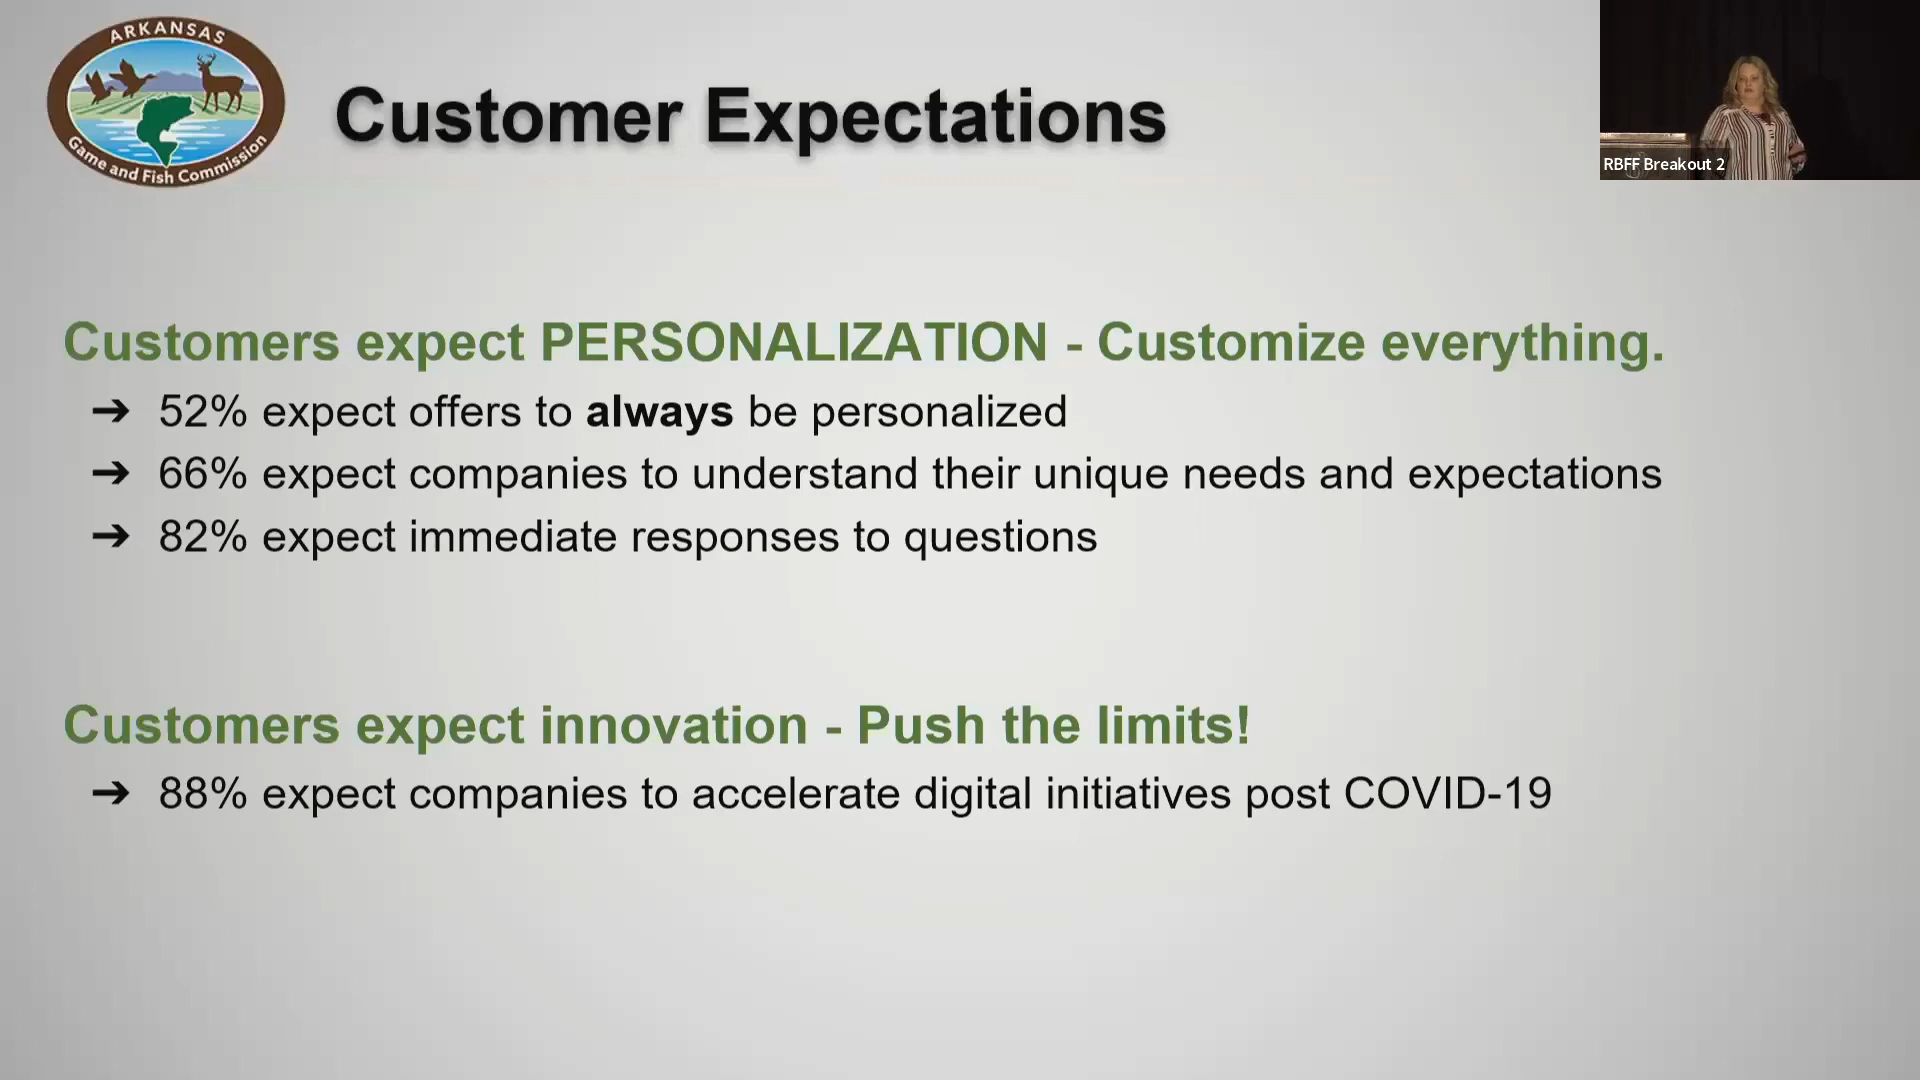 ARKANSAS
Game and Fish Commission
Customer Expectations
RBFF Breakout 2
Customers expect PERSONALIZATION - Customize everything.
➔ 52% expect offers to always be personalized
➔ 66% expect companies to understand their unique needs and expectations
➔ 82% expect immediate responses to questions
Customers expect innovation - Push the limits!
➔ 88% expect companies to accelerate digital initiatives post COVID-19